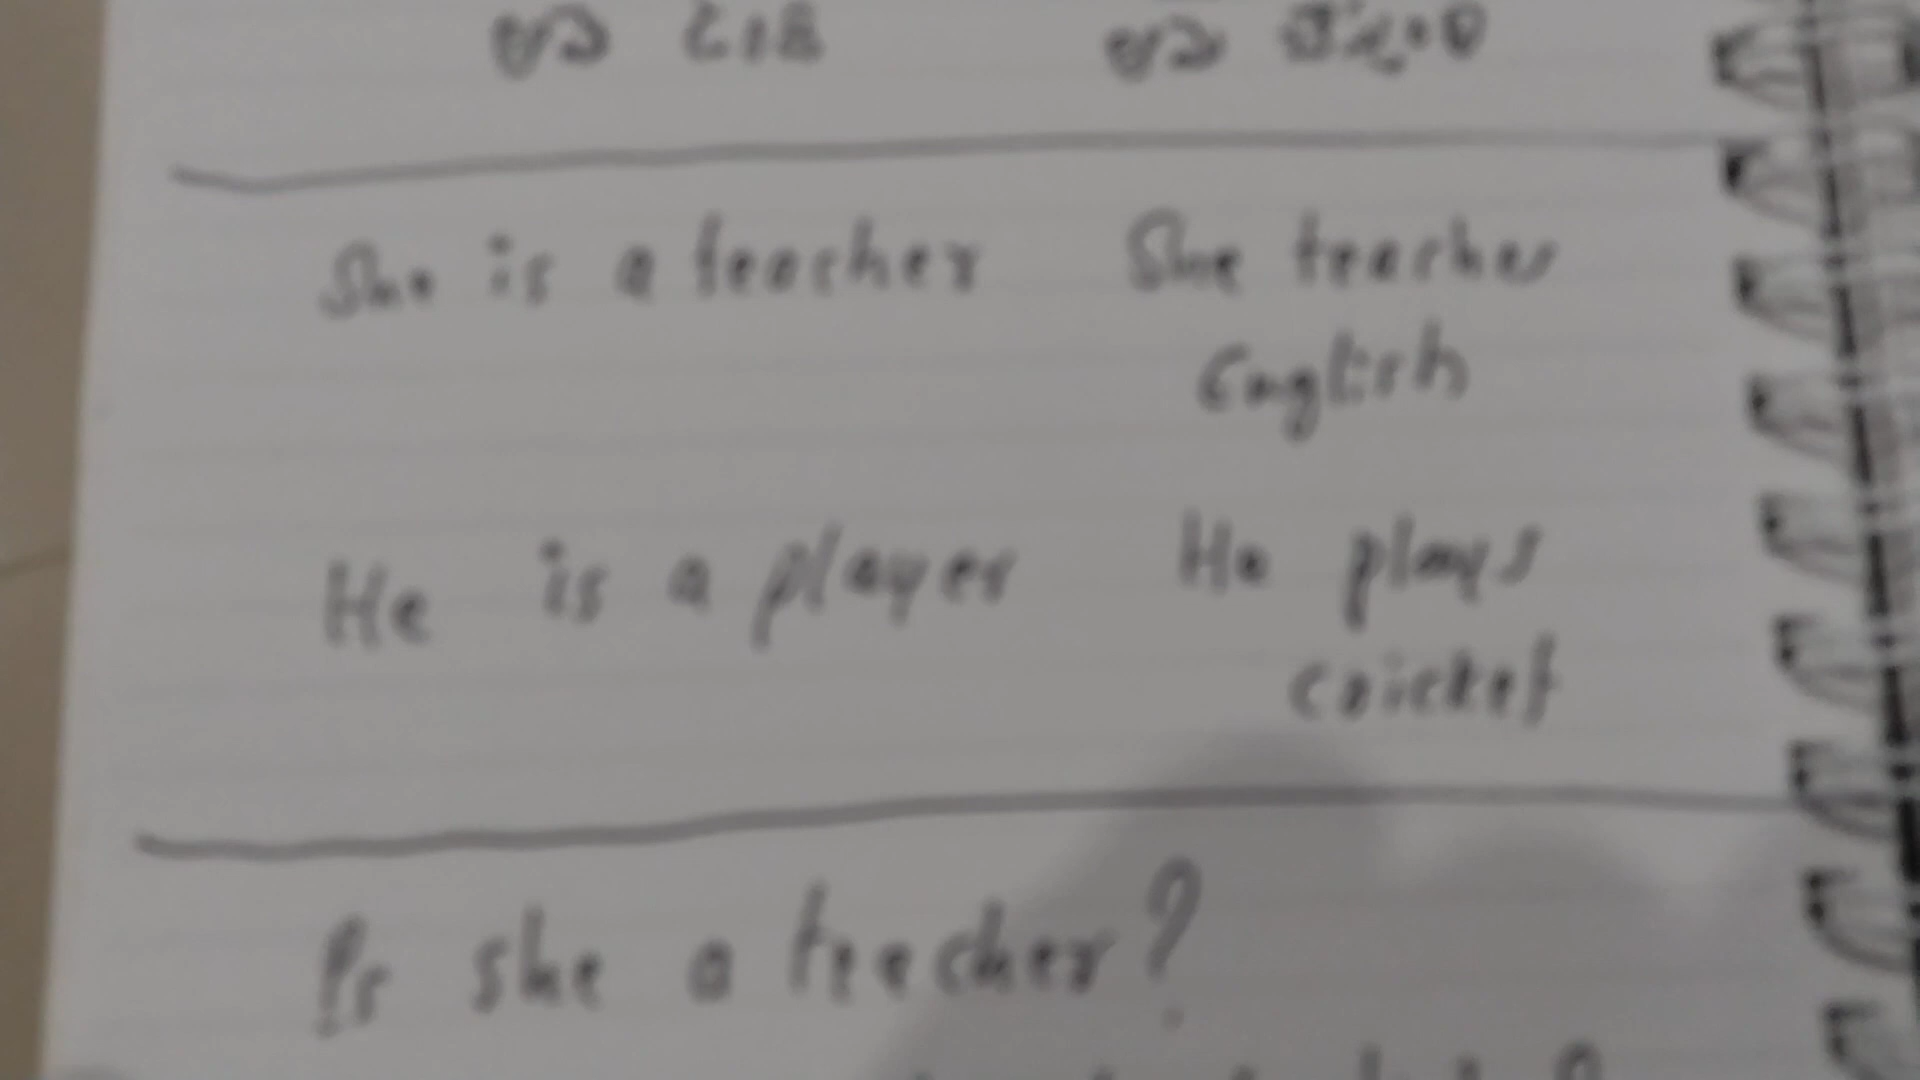 She is a teacher She teaches
English
He is a player He plays
cricket
Is she a teacher?